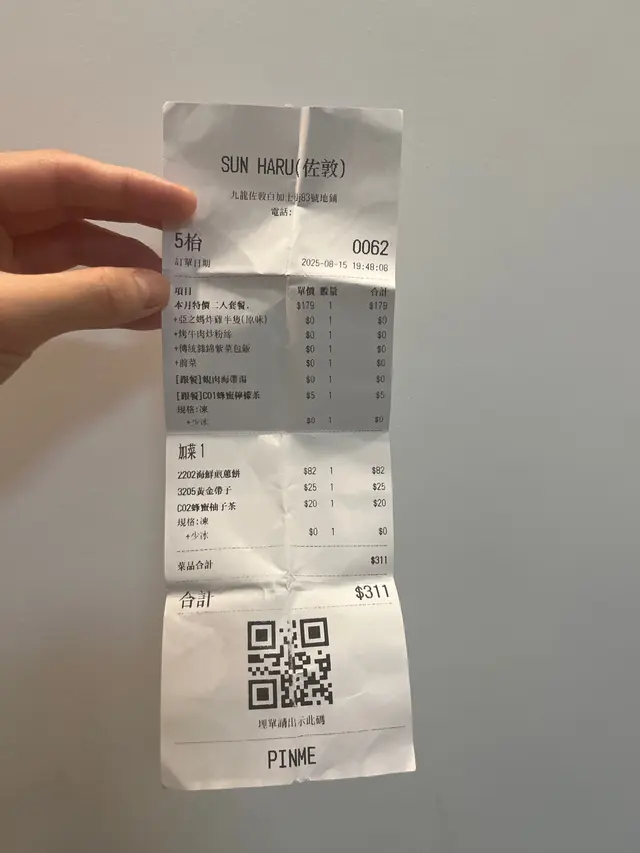 SUN HARU(佐敦)
九龍佐敦白加士街83號地鋪
電話:
5枱 0062
訂單日期 2025-08-15 19:48:08
項目 單價 數量 合計
本月特價二人套餐. $179 1 $179
+亞之媽炸雞半隻(原味) $0 1 $0
+烤牛肉炒粉絲 $0 1 $0
+傳統雜錦紫菜包飯 $0 1 $0
+前菜 $0 1 $0
[跟餐]蜆肉海帶湯 $0 1 $0
[跟餐]C01蜂蜜檸檬茶 $5 1 $5
規格:凍
+少冰 $0 1 $0
加菜 1
2202海鮮煎蔥餅 $82 1 $82
3205黃金帶子 $25 1 $25
C02蜂蜜柚子茶 $20 1 $20
規格:凍
+少冰 $0 1 $0
菜品合計 $311
合計 $311
埋單請出示此碼
PINME